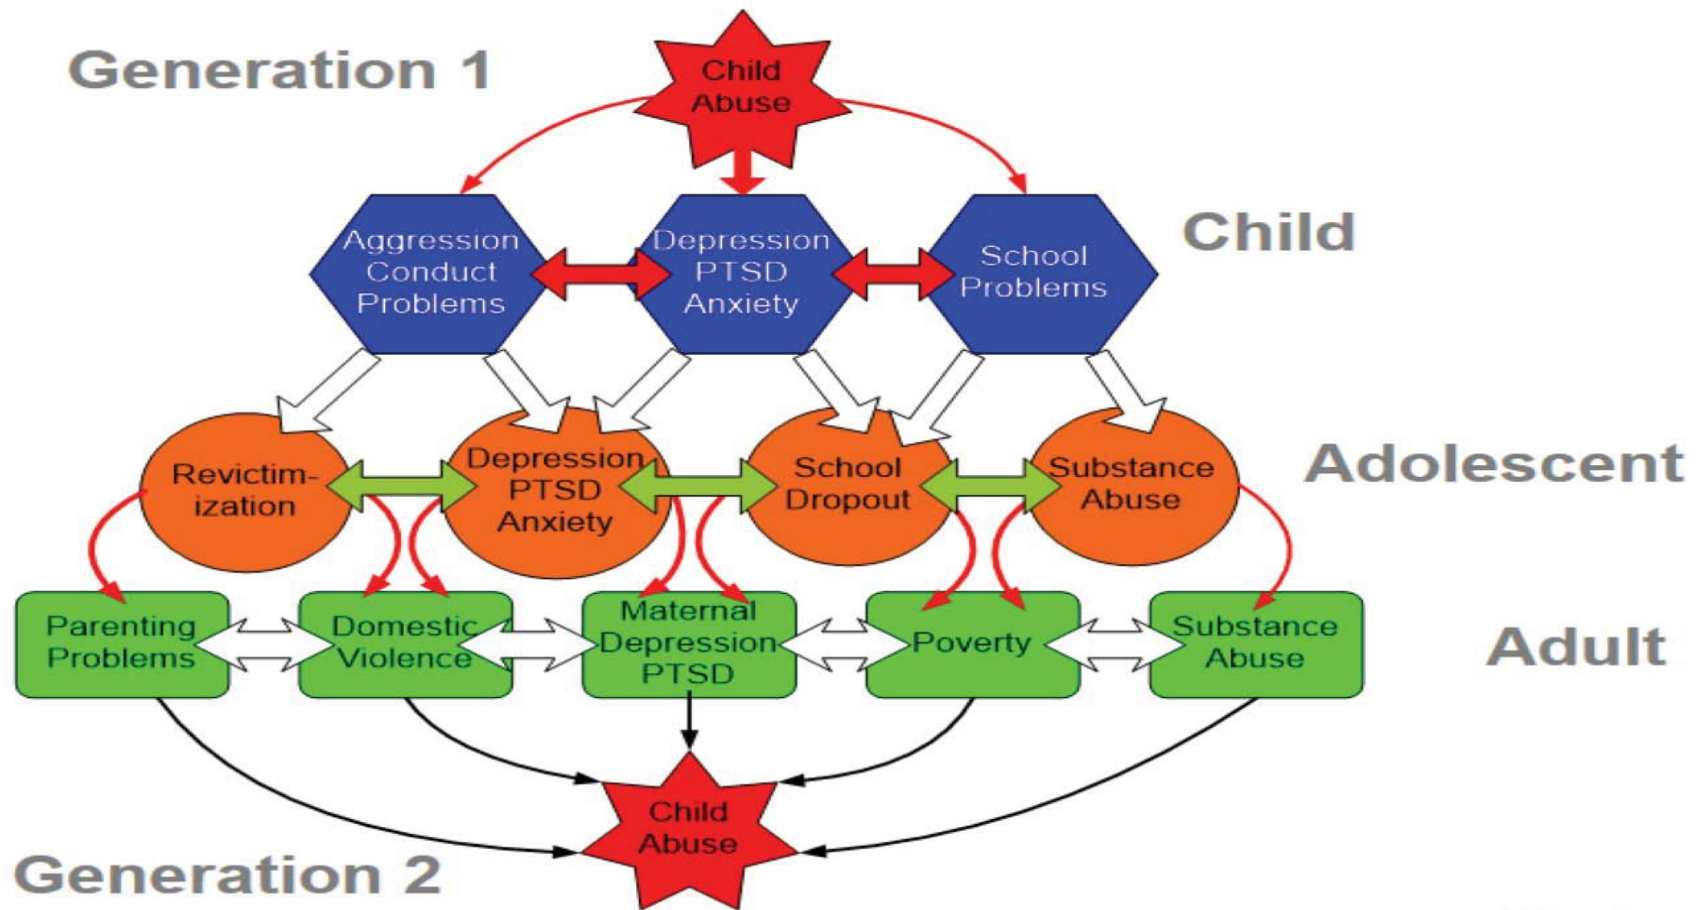 Generation 1
Child
Abuse
Aggression
Conduct
Problems
Depression
PTSD
Anxiety
School
Problems
Child
Revictim-
ization
Depression
PTSD
Anxiety
School
Dropout
Substance
Abuse
Adolescent
Parenting
Problems
Domestic
Violence
Maternal
Depression
PTSD
Poverty
Substance
Abuse
Adult
Child
Abuse
Generation 2